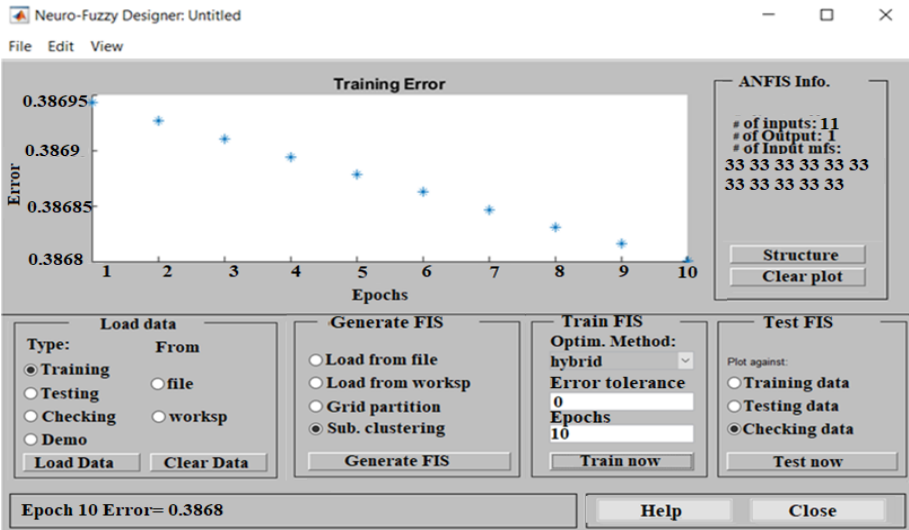 Neuro-Fuzzy Designer: Untitled
File Edit View
Training Error
0.38695
0.3869
0.38685
0.3868
Error
1 2 3 4 5 6 7 8 9 10
Epochs
ANFIS Info.
# of inputs: 11
# of Output: 1
# of Input mfs:
33 33 33 33 33 33
33 33 33 33 33
Structure
Clear plot
Load data
Type:
From
Training
Testing
Checking
Demo
file
worksp
Load Data
Clear Data
Generate FIS
Load from file
Load from worksp
Grid partition
Sub. clustering
Generate FIS
Train FIS
Optim. Method:
hybrid
Error tolerance
0
Epochs
10
Train now
Test FIS
Plot against:
Training data
Testing data
Checking data
Test now
Epoch 10 Error= 0.3868
Help
Close